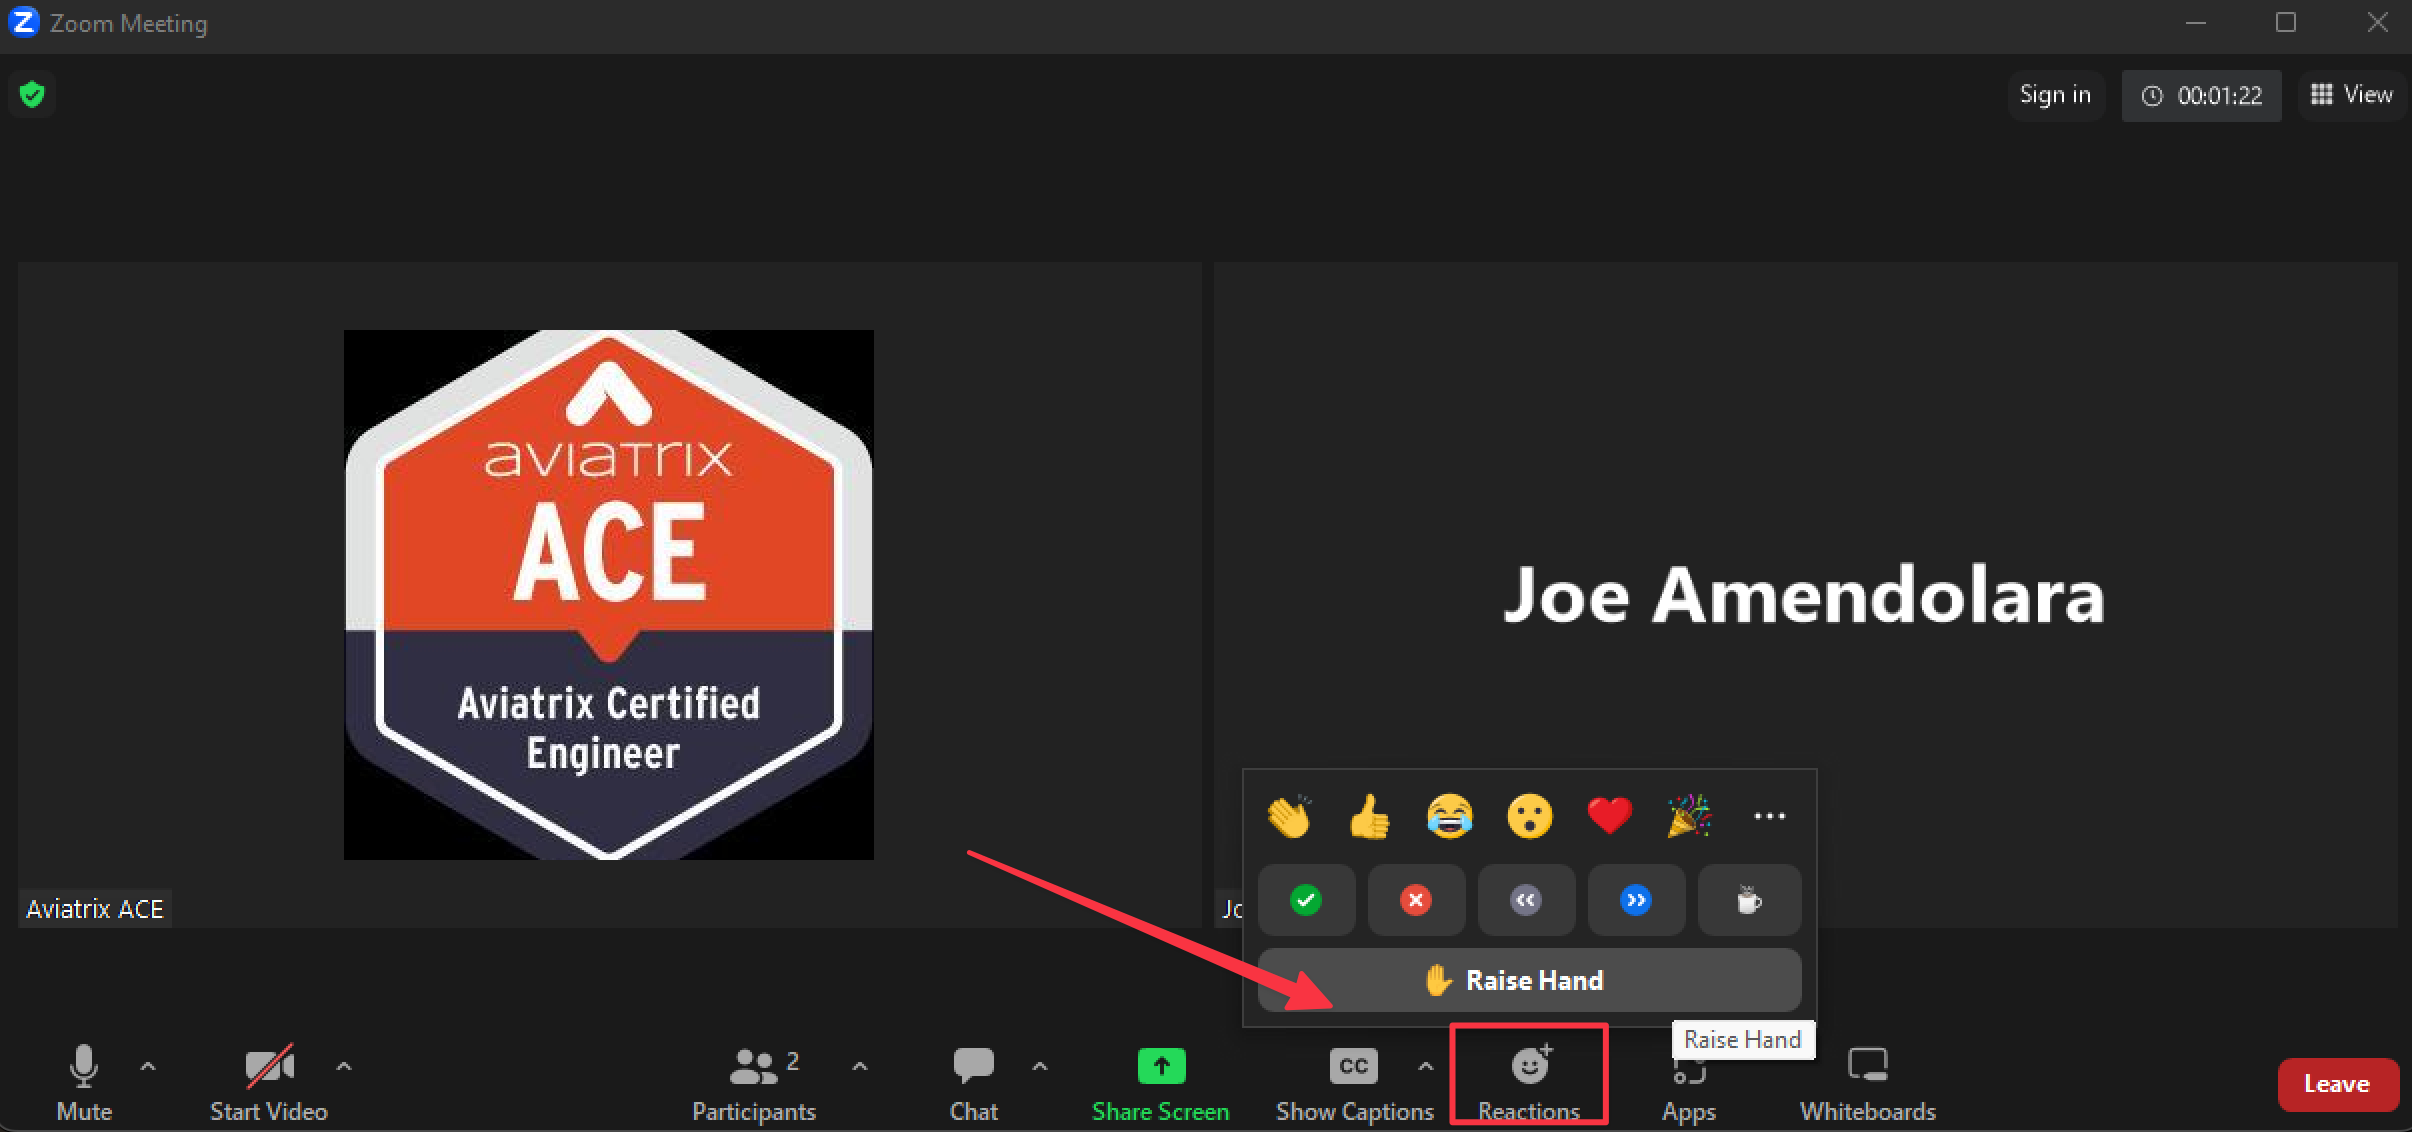 Zoom Meeting
Sign in
00:01:22
View
aviatrix
ACE
Aviatrix Certified
Engineer
Joe Amendolara
Aviatrix ACE
Jo
Raise Hand
Raise Hand
2
CC
Mute
Start Video
Participants
Chat
Share Screen
Show Captions
Reactions
Apps
Whiteboards
Leave